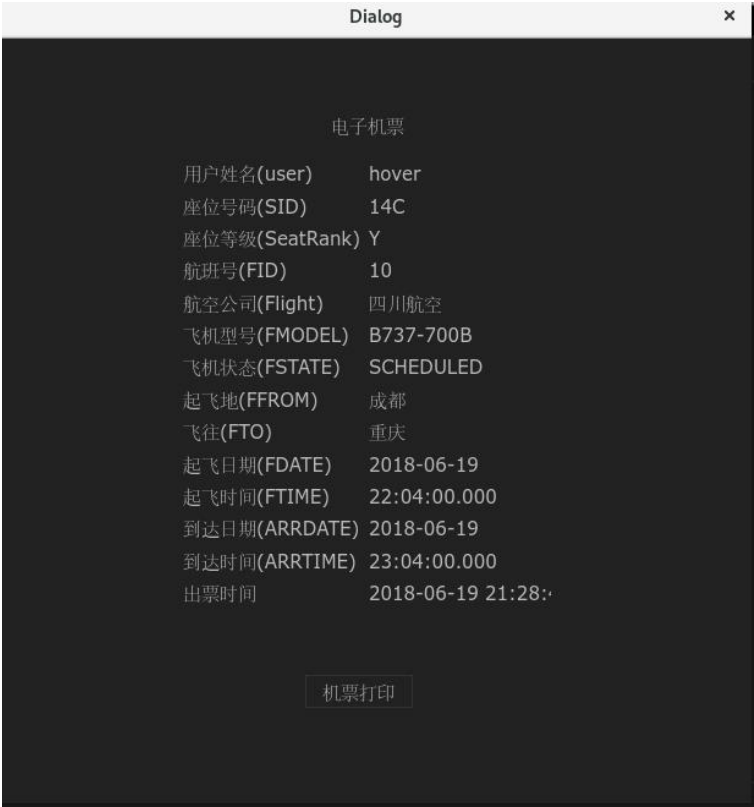 Dialog ×
电子机票
用户姓名(user) hover
座位号码(SID) 14C
座位等级(SeatRank) Y
航班号(FID) 10
航空公司(Flight) 四川航空
飞机型号(FMODEL) B737-700B
飞机状态(FSTATE) SCHEDULED
起飞地(FFROM) 成都
飞往(FTO) 重庆
起飞日期(FDATE) 2018-06-19
起飞时间(FTIME) 22:04:00.000
到达日期(ARRDATE) 2018-06-19
到达时间(ARRTIME) 23:04:00.000
出票时间 2018-06-19 21:28:
机票打印